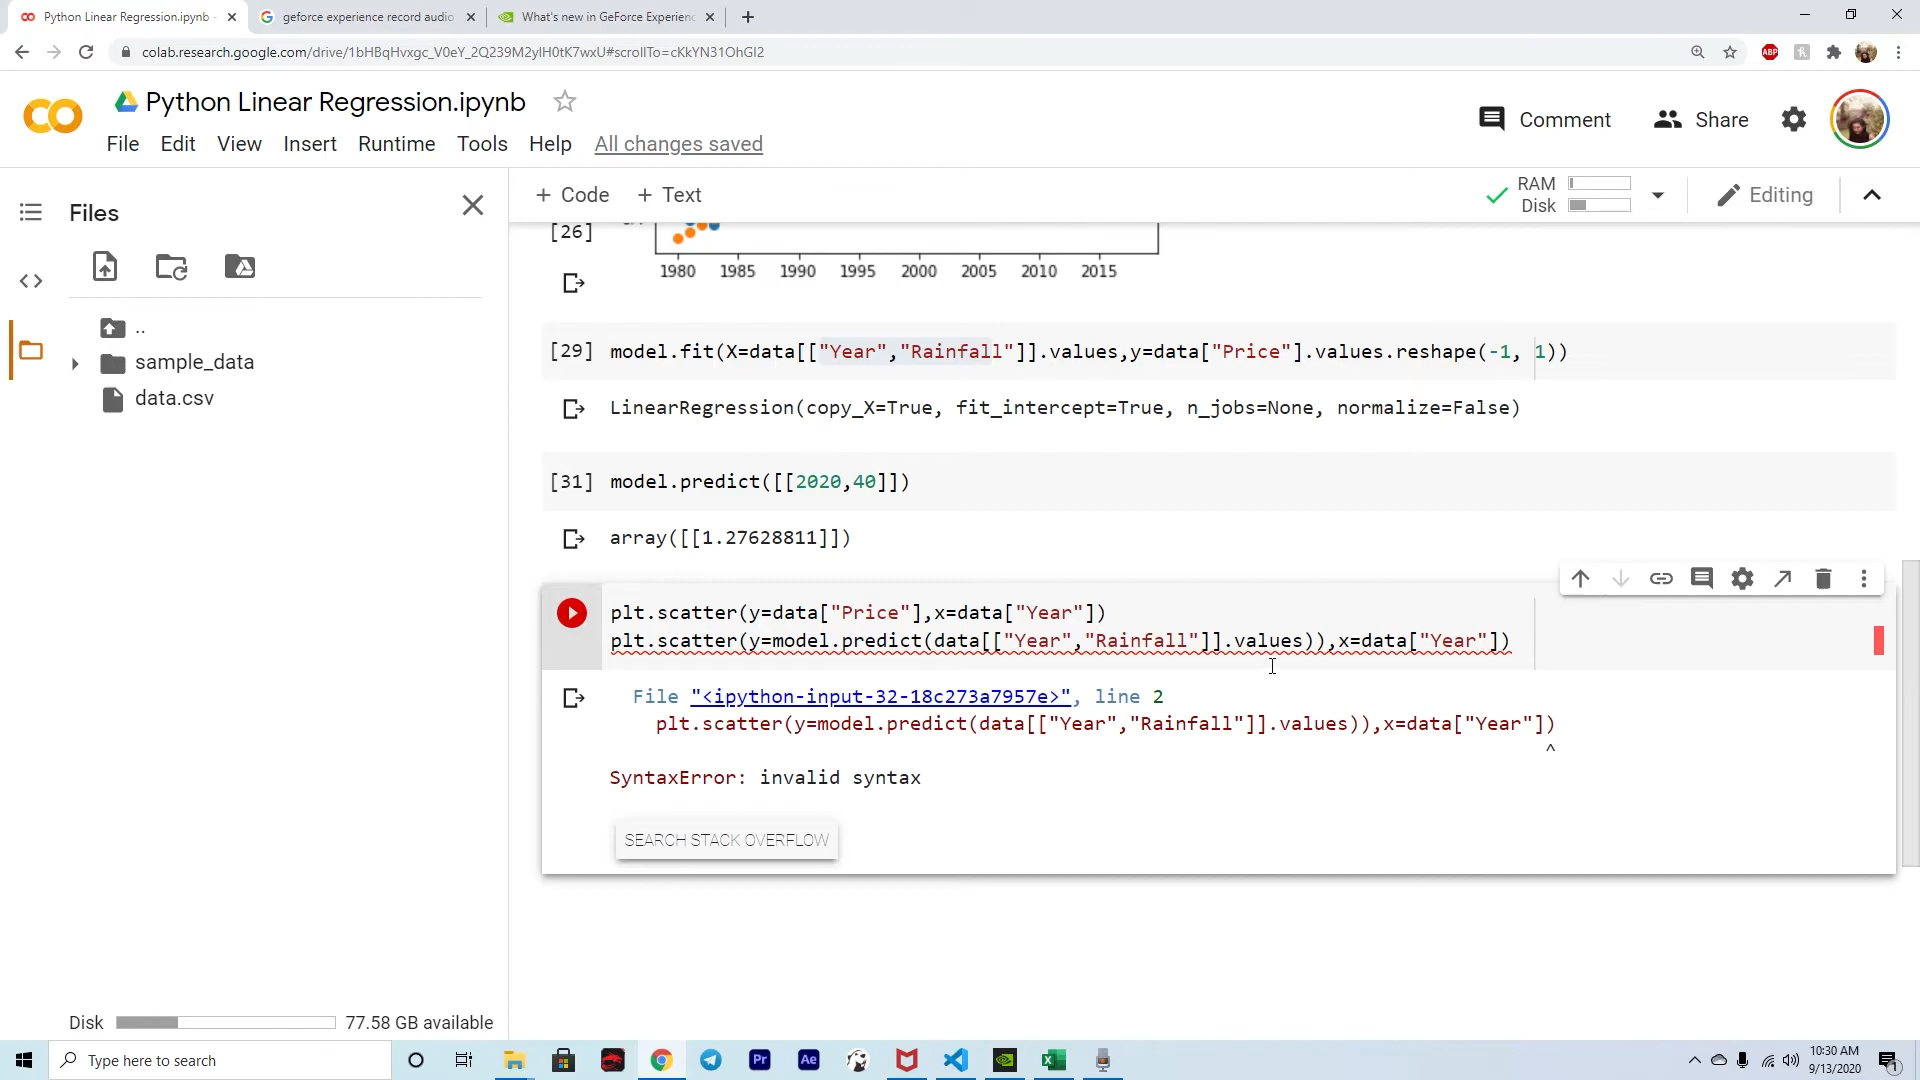 Python Linear Regression.ipynb -
geforce experience record audio
What's new in GeForce Experienc
colab.research.google.com/drive/1bHBqHvxgc_V0eY_2Q239M2yIH0tK7wxU#scrollTo=cKkYN31OhGI2
ABP
Python Linear Regression.ipynb
Comment
Share
File Edit View Insert Runtime Tools Help All changes saved
Files
+ Code + Text
RAM
Disk
Editing
..
sample_data
data.csv
[26]
1980 1985 1990 1995 2000 2005 2010 2015
[29] model.fit(X=data[["Year","Rainfall"]].values,y=data["Price"].values.reshape(-1, 1))
LinearRegression(copy_X=True, fit_intercept=True, n_jobs=None, normalize=False)
[31] model.predict([[2020,40]])
array([[1.27628811]])
plt.scatter(y=data["Price"],x=data["Year"])
plt.scatter(y=model.predict(data[["Year","Rainfall"]].values)),x=data["Year"])
File "<ipython-input-32-18c273a7957e>", line 2
plt.scatter(y=model.predict(data[["Year","Rainfall"]].values)),x=data["Year"])
^
SyntaxError: invalid syntax
SEARCH STACK OVERFLOW
Disk 77.58 GB available
Type here to search
Pr
Ae
10:30 AM
9/13/2020
1